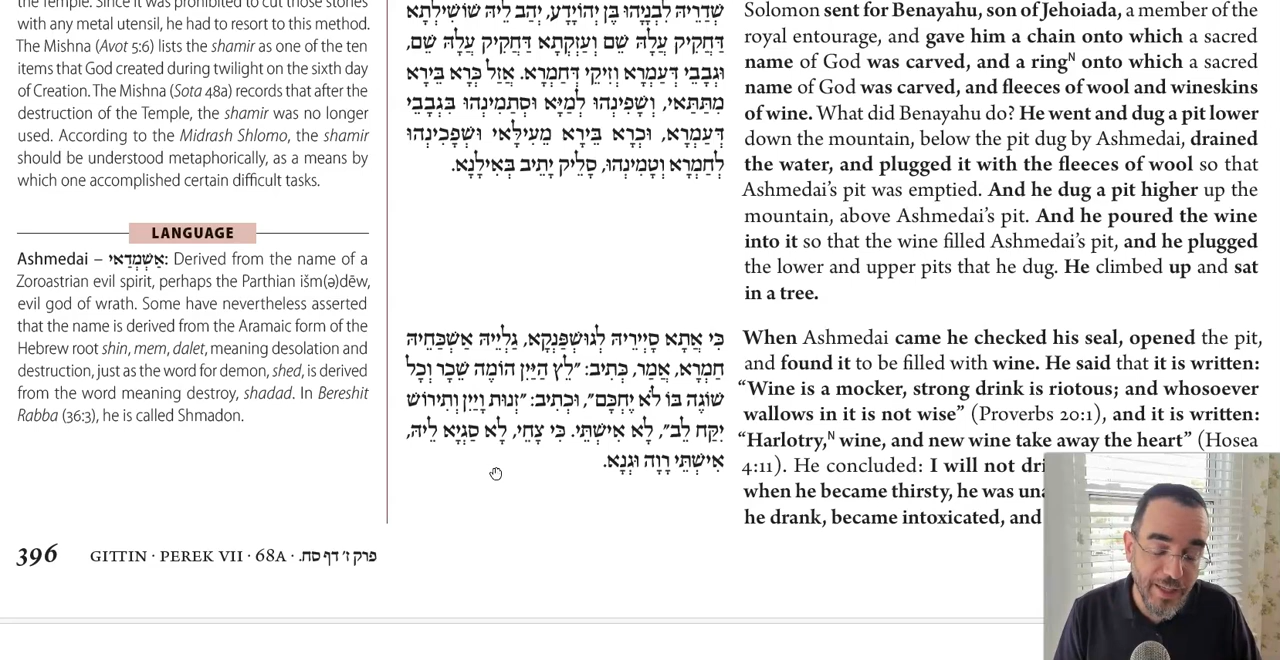 the Temple. Since it was prohibited to cut those stones
with any metal utensil, he had to resort to this method.
The Mishna (Avot 5:6) lists the shamir as one of the ten
items that God created during twilight on the sixth day
of Creation. The Mishna (Sota 48a) records that after the
destruction of the Temple, the shamir was no longer
used. According to the Midrash Shlomo, the shamir
should be understood metaphorically, as a means by
which one accomplished certain difficult tasks.
LANGUAGE
Ashmedai – אַשְׁמְדַאי: Derived from the name of a
Zoroastrian evil spirit, perhaps the Parthian išm(ə)dēw,
evil god of wrath. Some have nevertheless asserted
that the name is derived from the Aramaic form of the
Hebrew root shin, mem, dalet, meaning desolation and
destruction, just as the word for demon, shed, is derived
from the word meaning destroy, shadad. In Bereshit
Rabba (36:3), he is called Shmadon.
שַׁדְּרֵיהּ לִבְנָיָהוּ בֶּן יְהוֹיָדָע, יְהַב לֵיהּ שׁוֹשִׁילְתָּא
דַּחֲקִיק עֲלַהּ שֵׁם וְעִזְקְתָא דַּחֲקִיק עֲלַהּ שֵׁם,
וּגְבָבֵי דְּעַמְרָא וְזִיקֵי דְּחַמְרָא. אֲזַל כְּרָא בֵּירָא
מִתַּתַּאי, וְשַׁפִּינְהוּ לְמַיָּא וּסְתָמִינְהוּ בִּגְבָבֵי
דְּעַמְרָא, וּכְרָא בֵּירָא מֵעִילַּאי וּשְׁפָכִינְהוּ
לְחַמְרָא וּטְמִינְהוּ, סְלֵיק יְתֵיב בְּאִילָנָא.
כִּי אֲתָא סַיְירֵיהּ לְגוּשְׁפַּנְקָא, גַּלְיֵיהּ אַשְׁכְּחֵיהּ
חַמְרָא, אֲמַר, כְּתִיב: ״לֵץ הַיַּיִן הוֹמֶה שֵׁכָר וְכָל
שׁוֹגֶה בּוֹ לֹא יֶחְכָּם״, וּכְתִיב: ״זְנוּת וְיַיִן וְתִירוֹשׁ
יִקַּח לֵב״, לָא אִישְׁתֵּי. כִּי צָחֵי, לָא סַגְיָא לֵיהּ,
אִישְׁתִּי רָוָה וּגְנָא.
Solomon sent for Benayahu, son of Jehoiada, a member of the
royal entourage, and gave him a chain onto which a sacred
name of God was carved, and a ringᴺ onto which a sacred
name of God was carved, and fleeces of wool and wineskins
of wine. What did Benayahu do? He went and dug a pit lower
down the mountain, below the pit dug by Ashmedai, drained
the water, and plugged it with the fleeces of wool so that
Ashmedai's pit was emptied. And he dug a pit higher up the
mountain, above Ashmedai's pit. And he poured the wine
into it so that the wine filled Ashmedai's pit, and he plugged
the lower and upper pits that he dug. He climbed up and sat
in a tree.
When Ashmedai came he checked his seal, opened the pit,
and found it to be filled with wine. He said that it is written:
“Wine is a mocker, strong drink is riotous; and whosoever
wallows in it is not wise” (Proverbs 20:1), and it is written:
“Harlotry,ᴺ wine, and new wine take away the heart” (Hosea
4:11). He concluded: I will not
when he became thirsty, he was
he drank, became intoxicated, and
396 GITTIN · PEREK VII · 68A · פרק ז׳ דף סח.